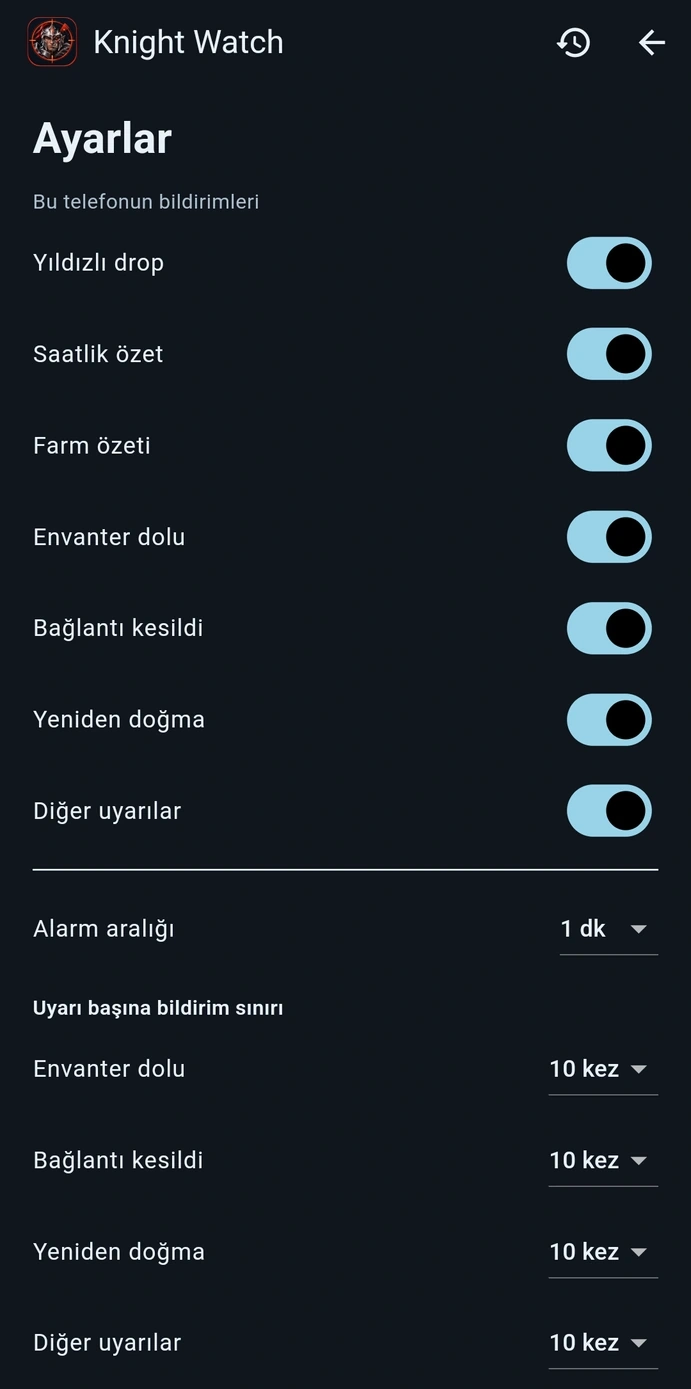 Knight Watch
Ayarlar
Bu telefonun bildirimleri
Yıldızlı drop
Saatlik özet
Farm özeti
Envanter dolu
Bağlantı kesildi
Yeniden doğma
Diğer uyarılar
Alarm aralığı 1 dk
Uyarı başına bildirim sınırı
Envanter dolu 10 kez
Bağlantı kesildi 10 kez
Yeniden doğma 10 kez
Diğer uyarılar 10 kez